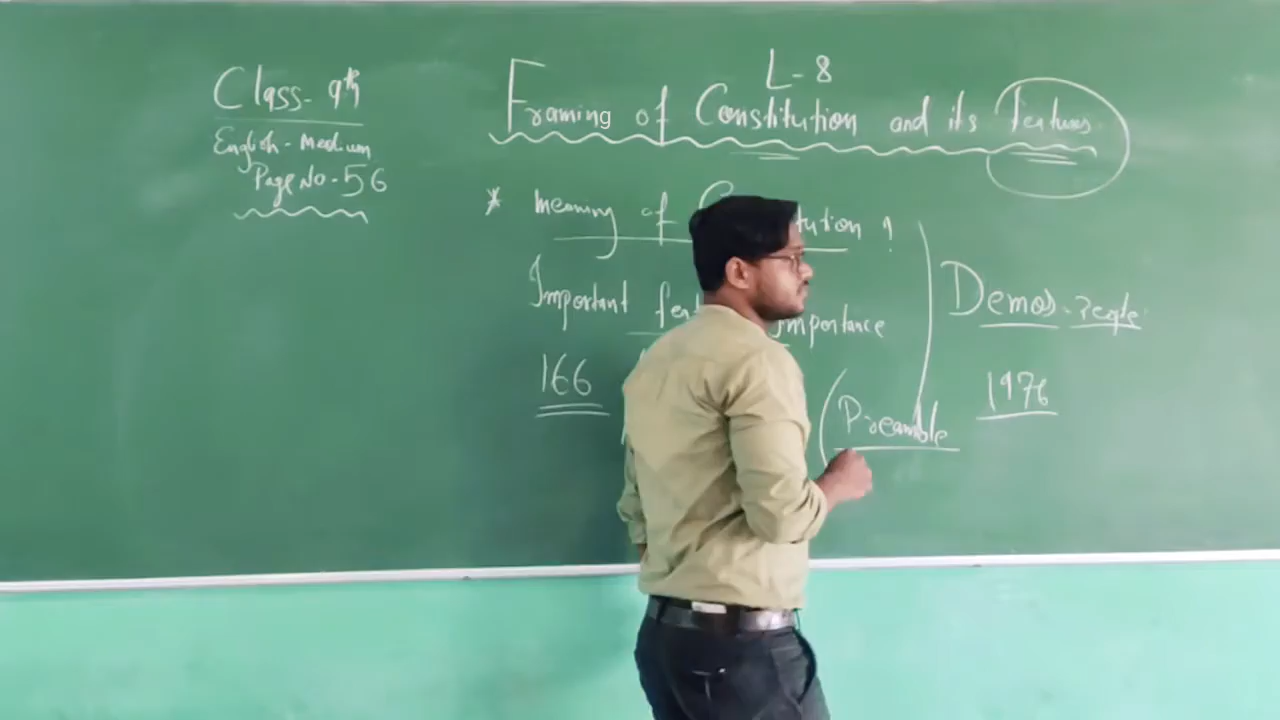 Class- 9th
English - Medium
Page No - 56
L - 8
Framing of Constitution and its features
* Meaning of C tution ?
Important fea importance
166
(Preamble
Demos - People
1976